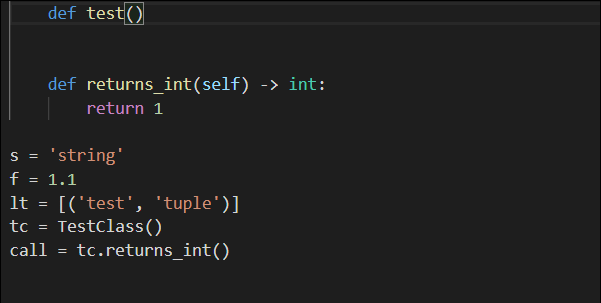 def test()
def returns_int(self) -> int:
return 1
s = 'string'
f = 1.1
lt = [('test', 'tuple')]
tc = TestClass()
call = tc.returns_int()